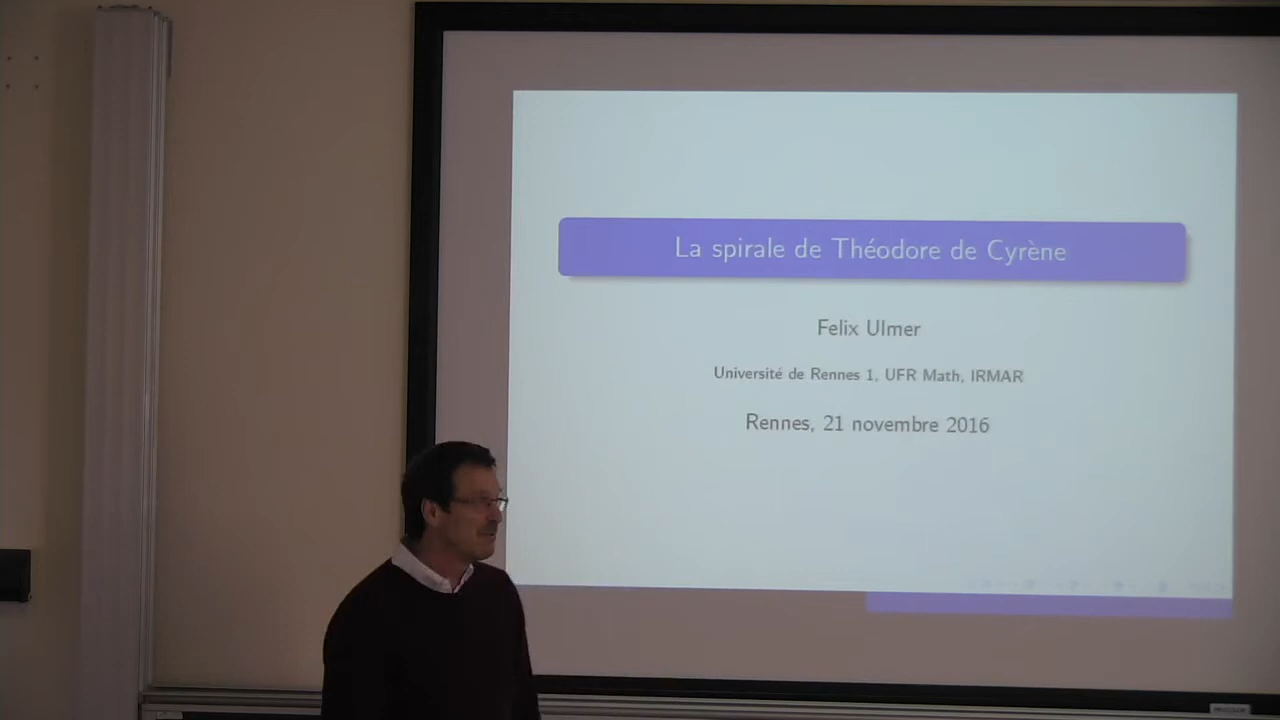 La spirale de Théodore de Cyrène
Felix Ulmer
Université de Rennes 1, UFR Math, IRMAR
Rennes, 21 novembre 2016